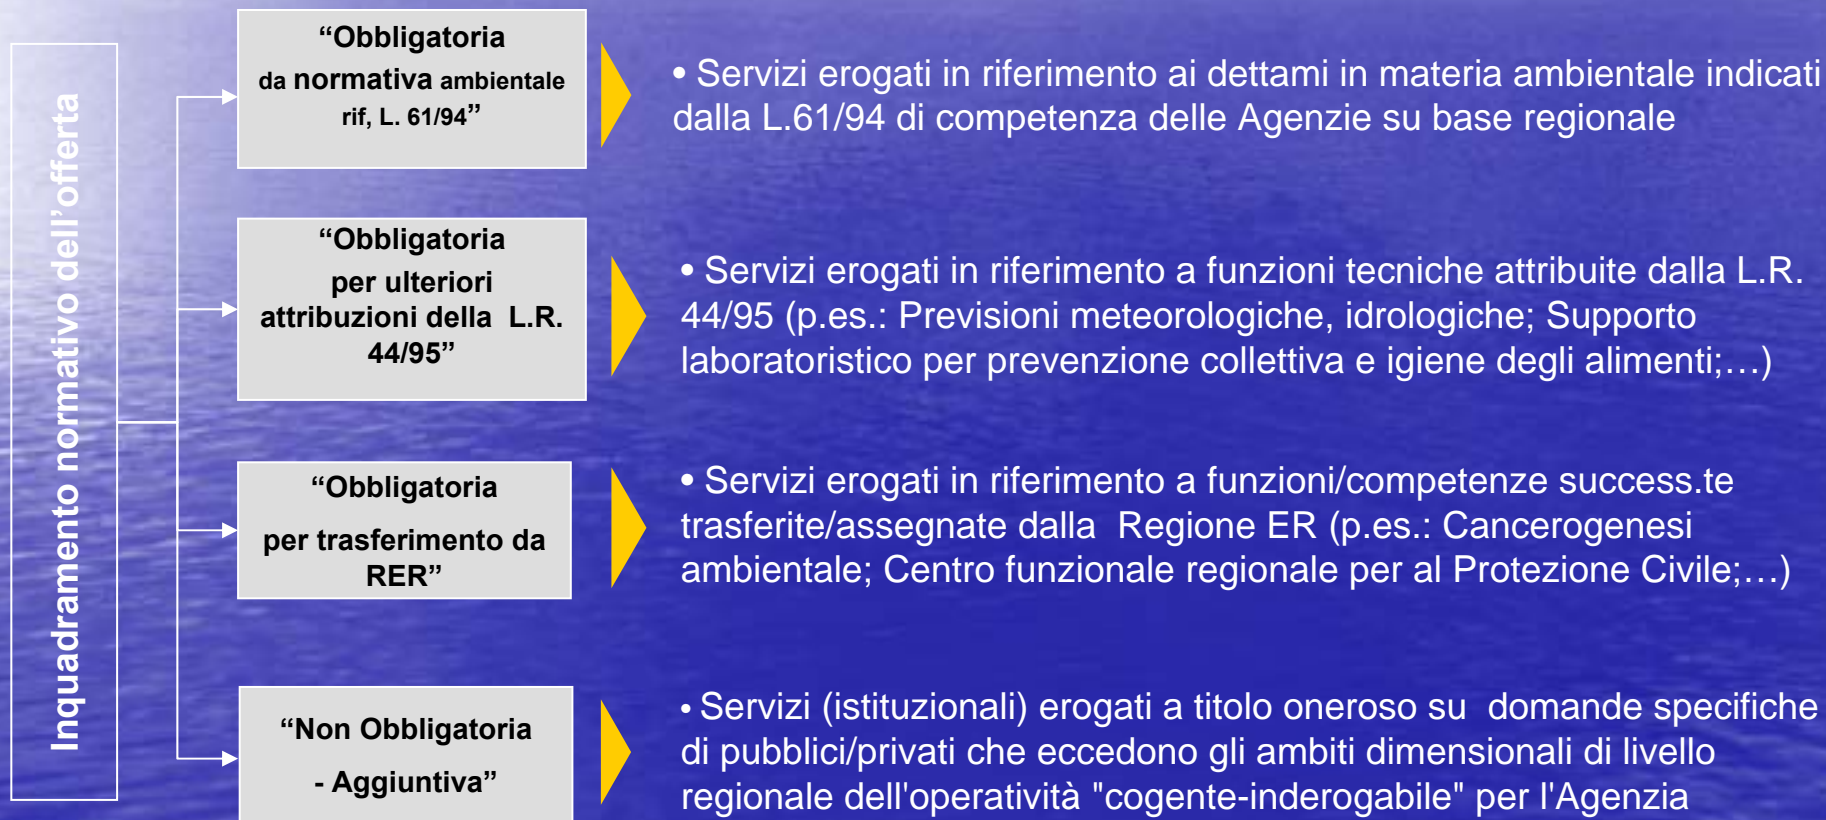 Inquadramento normativo dell’offerta
“Obbligatoria
da normativa ambientale
rif, L. 61/94”
• Servizi erogati in riferimento ai dettami in materia ambientale indicati
dalla L.61/94 di competenza delle Agenzie su base regionale
“Obbligatoria
per ulteriori
attribuzioni della L.R.
44/95”
• Servizi erogati in riferimento a funzioni tecniche attribuite dalla L.R.
44/95 (p.es.: Previsioni meteorologiche, idrologiche; Supporto
laboratoristico per prevenzione collettiva e igiene degli alimenti;…)
“Obbligatoria
per trasferimento da
RER”
• Servizi erogati in riferimento a funzioni/competenze success.te
trasferite/assegnate dalla Regione ER (p.es.: Cancerogenesi
ambientale; Centro funzionale regionale per al Protezione Civile;…)
“Non Obbligatoria
- Aggiuntiva”
• Servizi (istituzionali) erogati a titolo oneroso su domande specifiche
di pubblici/privati che eccedono gli ambiti dimensionali di livello
regionale dell'operatività "cogente-inderogabile" per l'Agenzia